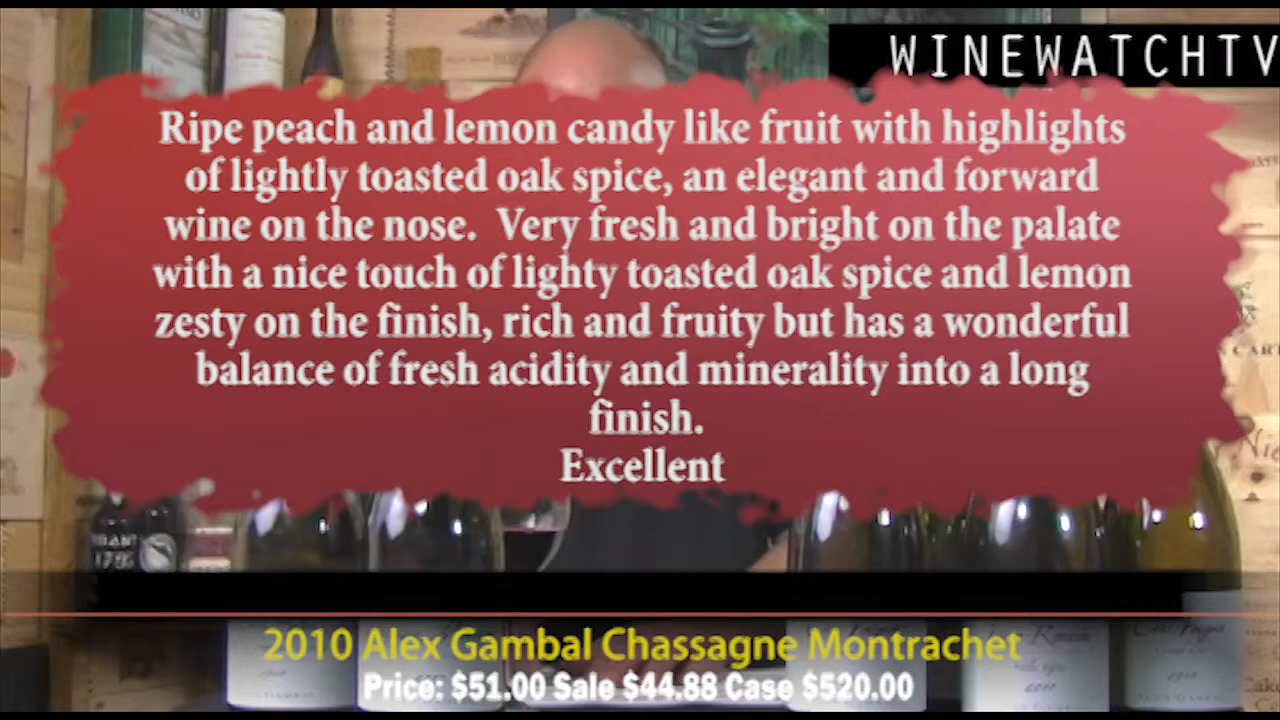 WINEWATCHTV
Ripe peach and lemon candy like fruit with highlights
of lightly toasted oak spice, an elegant and forward
wine on the nose.  Very fresh and bright on the palate
with a nice touch of lighty toasted oak spice and lemon
zesty on the finish, rich and fruity but has a wonderful
balance of fresh acidity and minerality into a long
finish.
Excellent
2010 Alex Gambal Chassagne Montrachet
Price: $51.00 Sale $44.88 Case $520.00